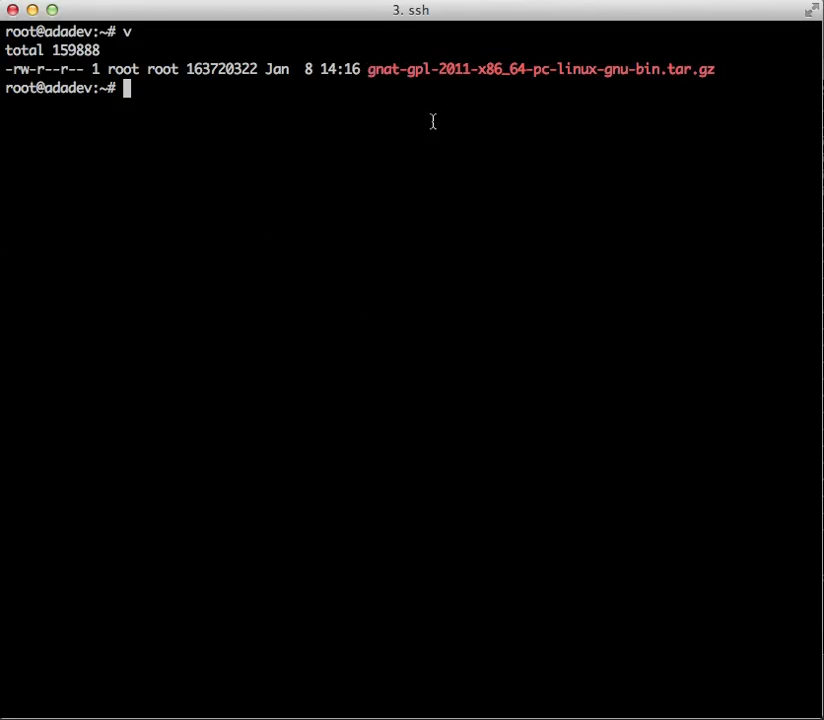 3. ssh
root@adadev:~# v
total 159888
-rw-r--r-- 1 root root 163720322 Jan  8 14:16 gnat-gpl-2011-x86_64-pc-linux-gnu-bin.tar.gz
root@adadev:~#